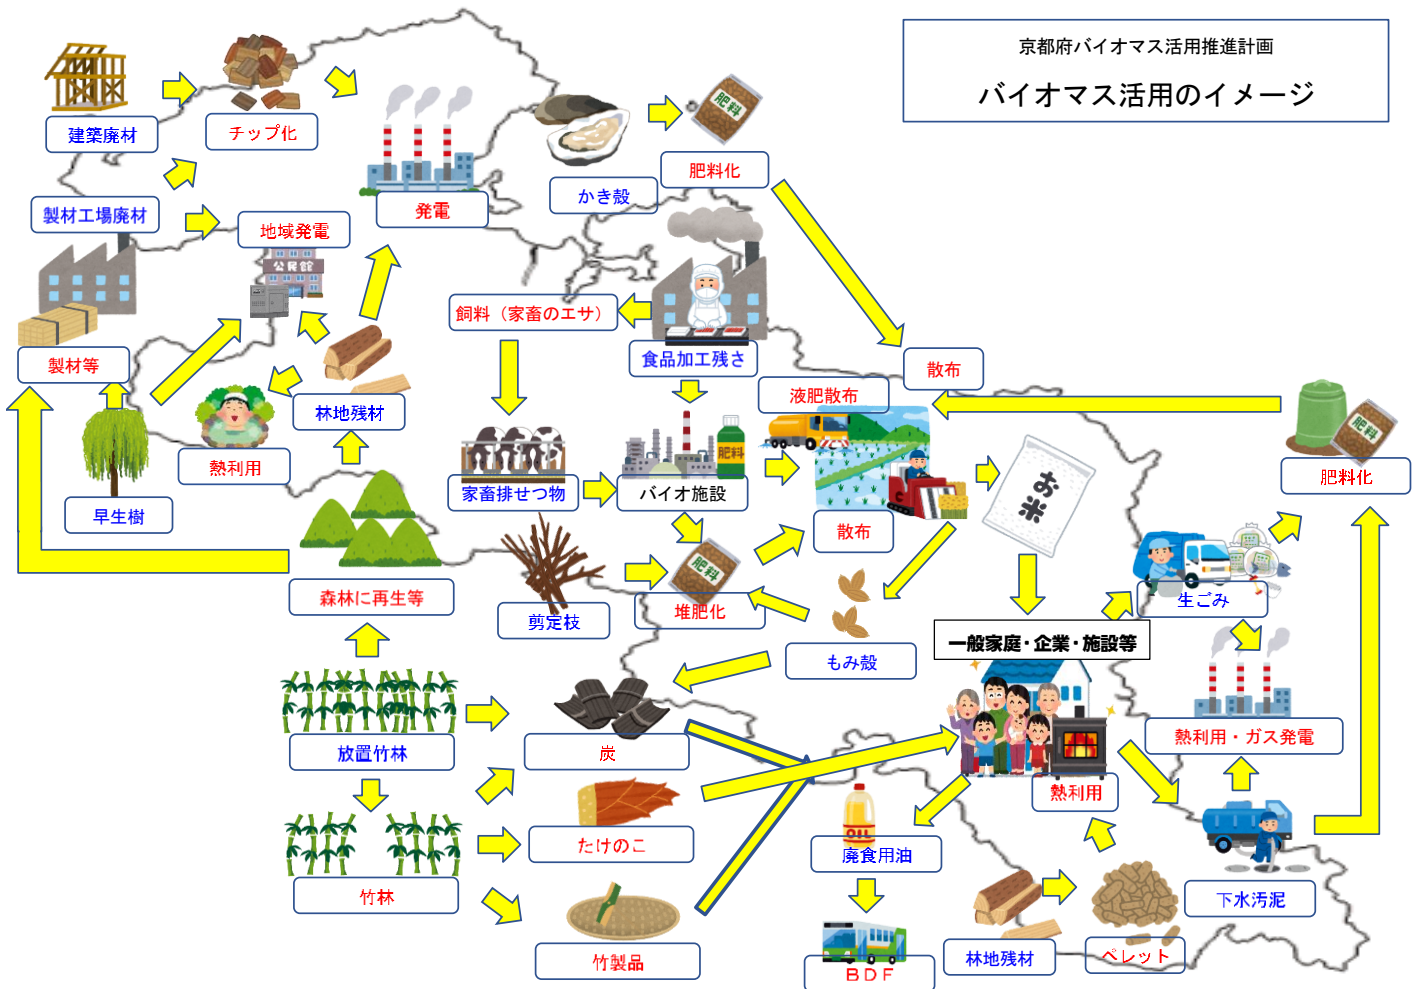 京都府バイオマス活用推進計画
バイオマス活用のイメージ
建築廃材
チップ化
肥料
肥料化
かき殻
発電
製材工場廃材
地域発電
公民館
飼料（家畜のエサ）
食品加工残さ
製材等
林地残材
熱利用
早生樹
散布
液肥散布
肥料
家畜排せつ物
バイオ施設
散布
お米
肥料
肥料化
森林に再生等
剪定枝
肥料
堆肥化
もみ殻
生ごみ
一般家庭・企業・施設等
放置竹林
炭
熱利用・ガス発電
熱利用
たけのこ
OIL
廃食用油
竹林
下水汚泥
竹製品
BDF
林地残材
ペレット